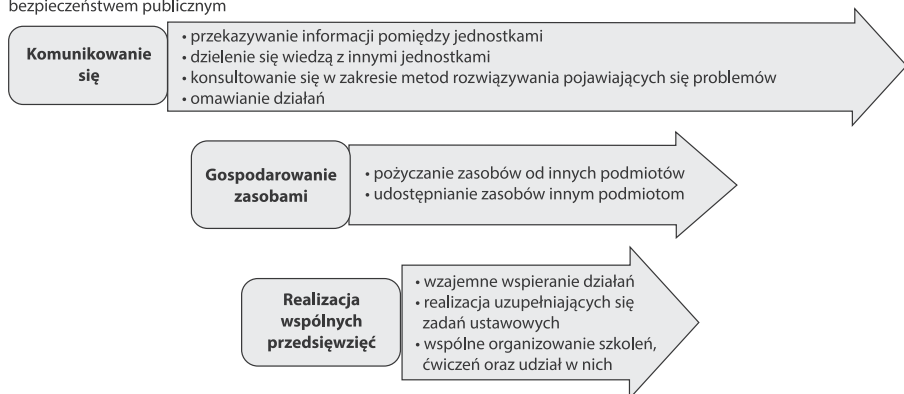 bezpieczeństwem publicznym
Komunikowanie
się
• przekazywanie informacji pomiędzy jednostkami
• dzielenie się wiedzą z innymi jednostkami
• konsultowanie się w zakresie metod rozwiązywania pojawiających się problemów
• omawianie działań
Gospodarowanie
zasobami
• pożyczanie zasobów od innych podmiotów
• udostępnianie zasobów innym podmiotom
Realizacja
wspólnych
przedsięwzięć
• wzajemne wspieranie działań
• realizacja uzupełniających się
zadań ustawowych
• wspólne organizowanie szkoleń,
ćwiczeń oraz udział w nich